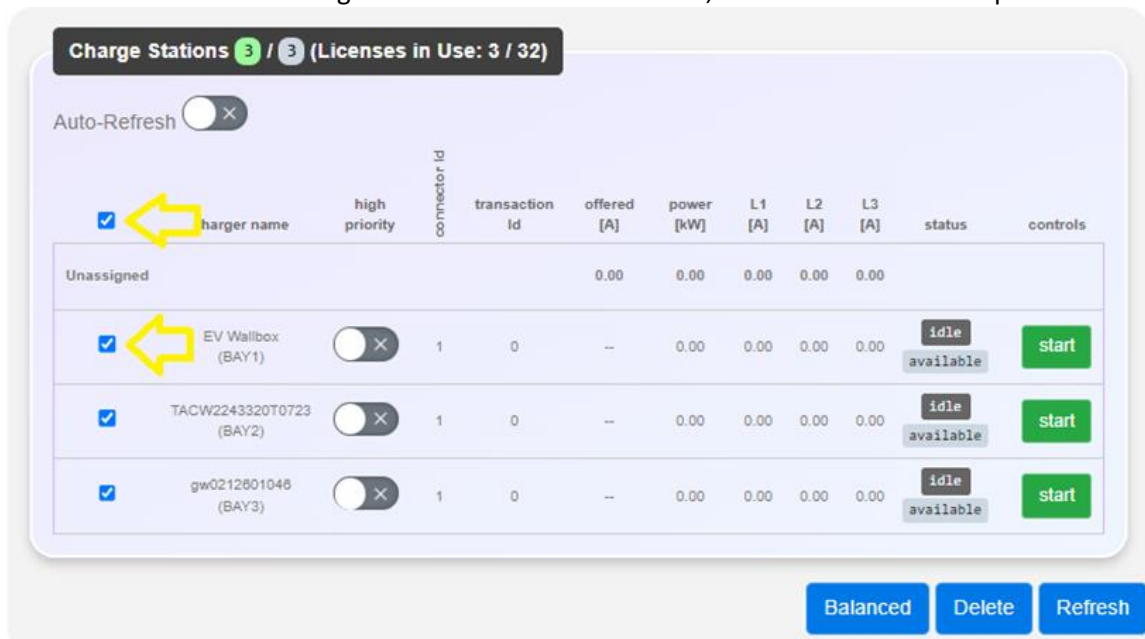 Charge Stations 3 / 3 (Licenses in Use: 3 / 32)
Auto-Refresh
harger name high priority connector Id transaction Id offered [A] power [kW] L1 [A] L2 [A] L3 [A] status controls
Unassigned 0.00 0.00 0.00 0.00 0.00
EV Wallbox (BAY1) 1 0 -- 0.00 0.00 0.00 0.00 idle available start
TACW2243320T0723 (BAY2) 1 0 -- 0.00 0.00 0.00 0.00 idle available start
gw0212601046 (BAY3) 1 0 -- 0.00 0.00 0.00 0.00 idle available start
Balanced Delete Refresh